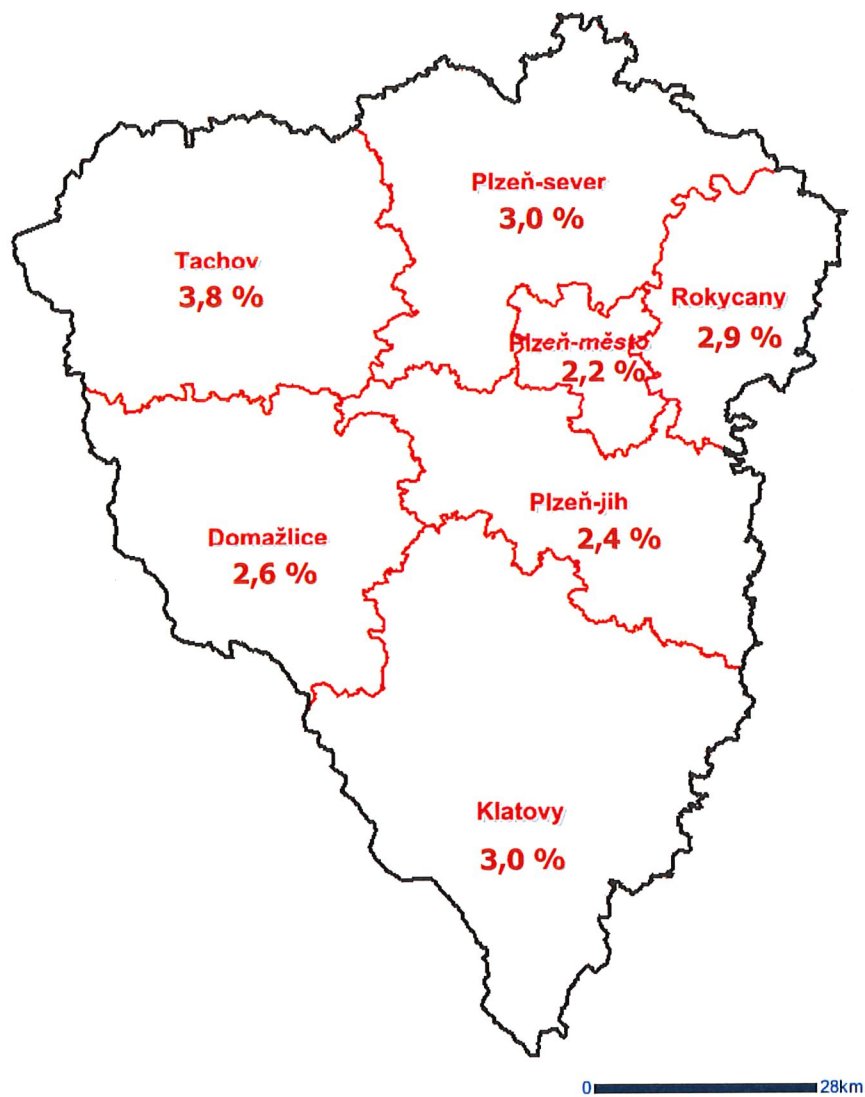 Plzeň-sever
3,0 %
Tachov
3,8 %
Rokycany
2,9 %
Plzeň-město
2,2 %
Plzeň-jih
2,4 %
Domažlice
2,6 %
Klatovy
3,0 %
0 28km